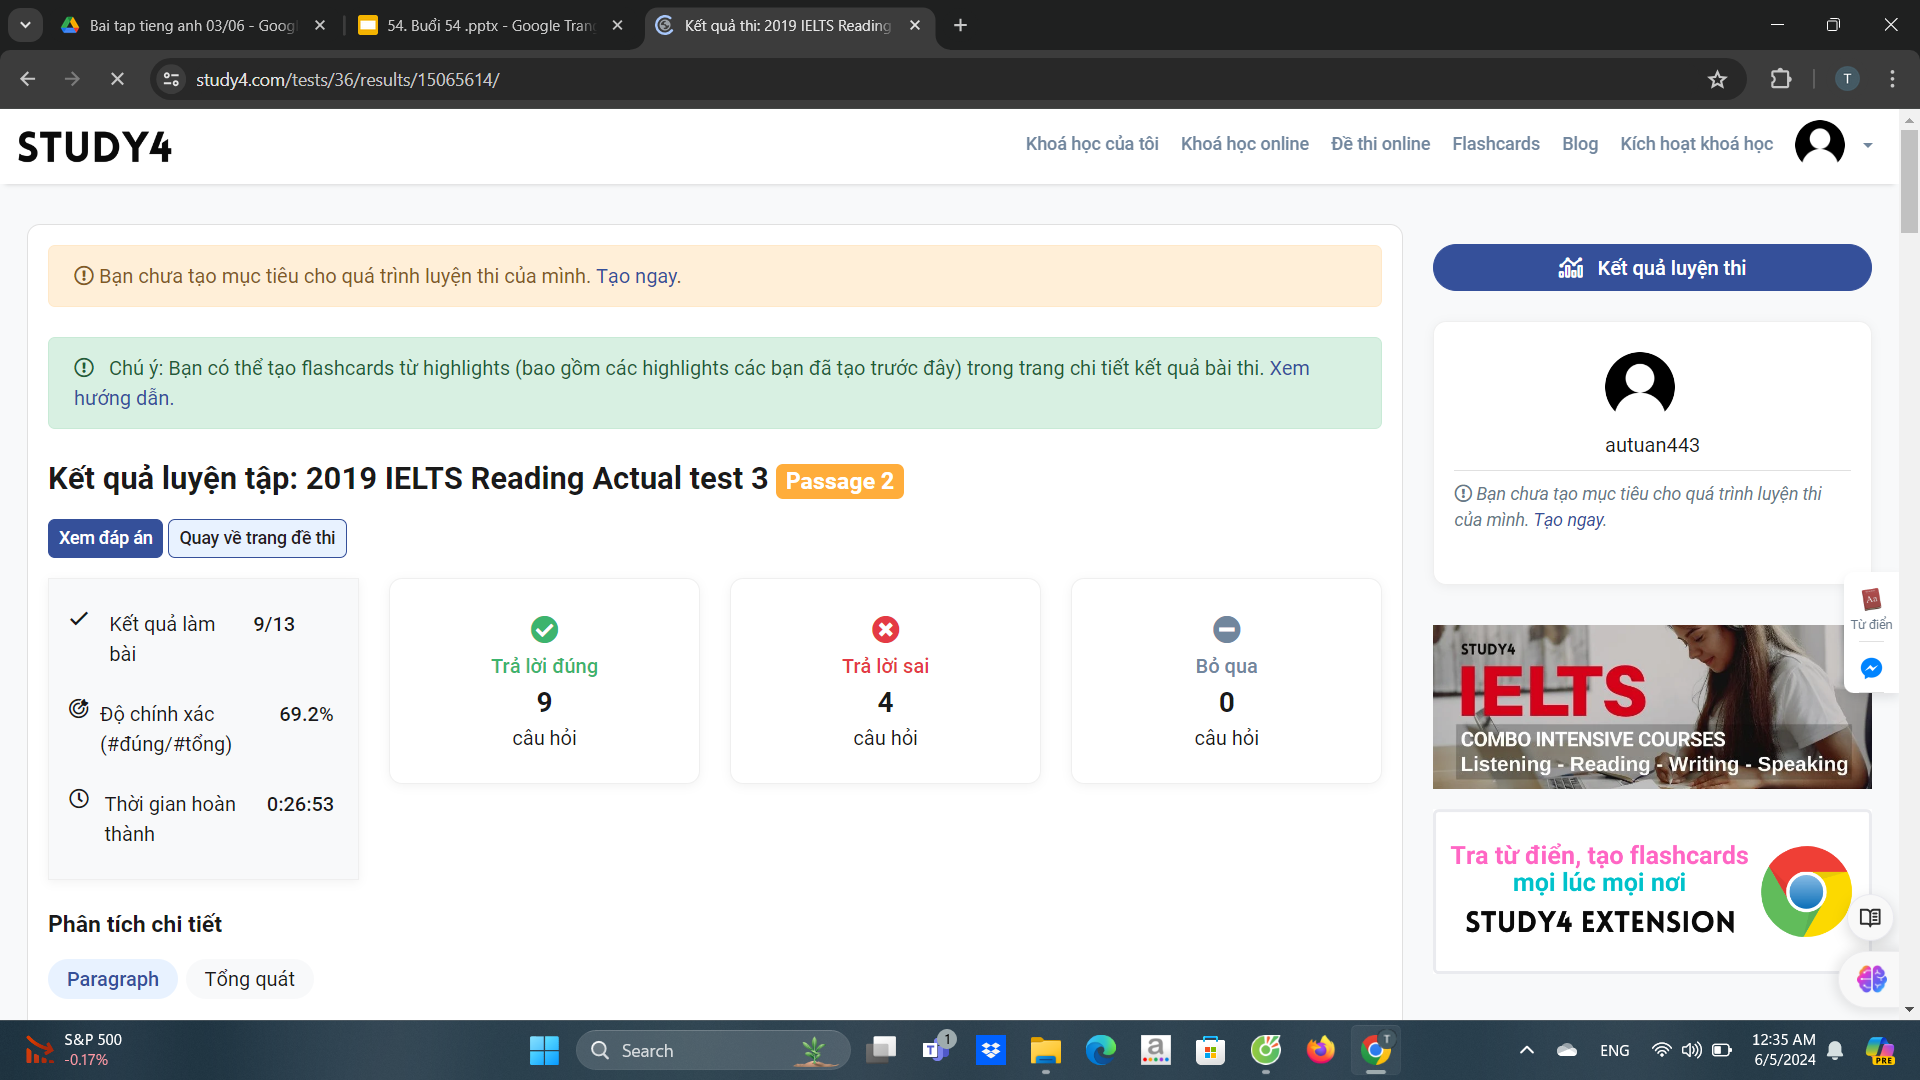 Bai tap tieng anh 03/06 - Googl
54. Buổi 54 .pptx - Google Tran
Kết quả thi: 2019 IELTS Reading
study4.com/tests/36/results/15065614/
T
STUDY4
Khoá học của tôi
Khoá học online
Đề thi online
Flashcards
Blog
Kích hoạt khoá học
Bạn chưa tạo mục tiêu cho quá trình luyện thi của mình. Tạo ngay.
Chú ý: Bạn có thể tạo flashcards từ highlights (bao gồm các highlights các bạn đã tạo trước đây) trong trang chi tiết kết quả bài thi. Xem
hướng dẫn.
Kết quả luyện tập: 2019 IELTS Reading Actual test 3 Passage 2
Xem đáp án
Quay về trang đề thi
Kết quả làm 9/13
bài
Độ chính xác 69.2%
(#đúng/#tổng)
Thời gian hoàn 0:26:53
thành
Trả lời đúng
9
câu hỏi
Trả lời sai
4
câu hỏi
Bỏ qua
0
câu hỏi
Phân tích chi tiết
Paragraph
Tổng quát
Kết quả luyện thi
autuan443
Bạn chưa tạo mục tiêu cho quá trình luyện thi
của mình. Tạo ngay.
Aa
Từ điển
STUDY4
IELTS
COMBO INTENSIVE COURSES
Listening - Reading - Writing - Speaking
Tra từ điển, tạo flashcards
mọi lúc mọi nơi
STUDY4 EXTENSION
S&P 500
-0.17%
Search
T
1
a
T
ENG
12:35 AM
6/5/2024
PRE